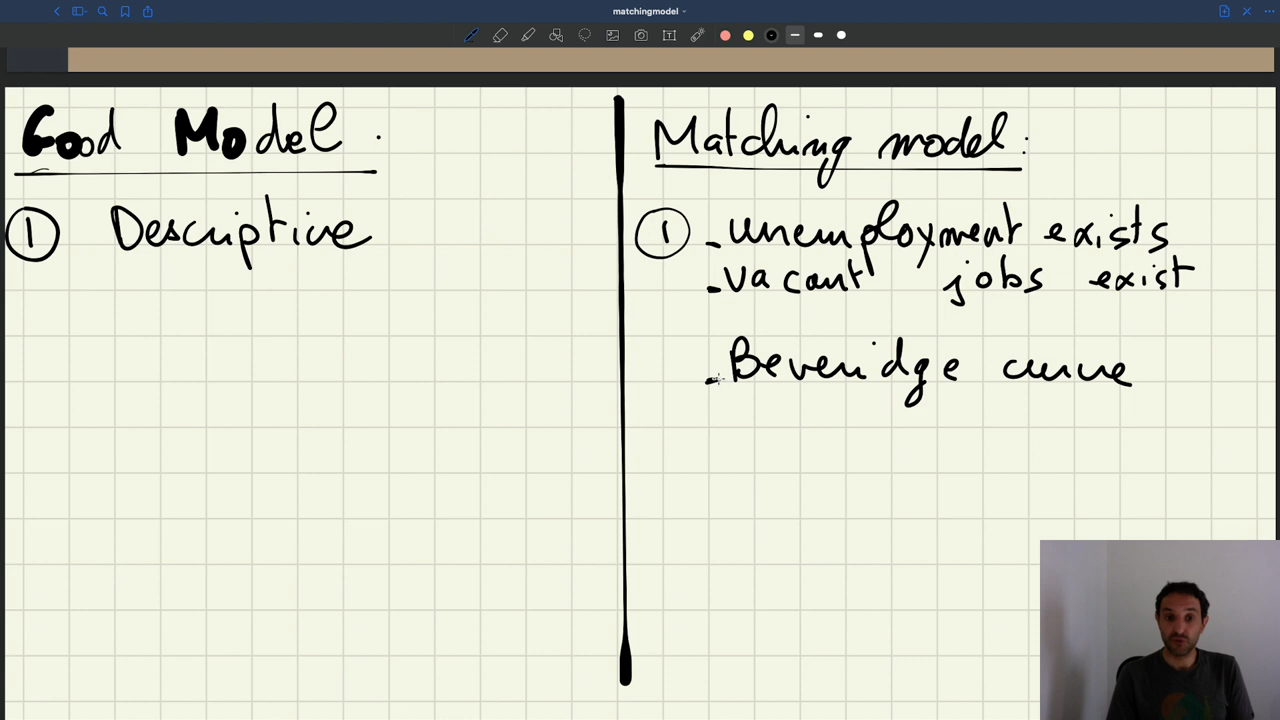 matchingmodel
Good Model.
① Descriptive
Matching model:
① - unemployment exists
- vacant jobs exist
- Beveridge curve